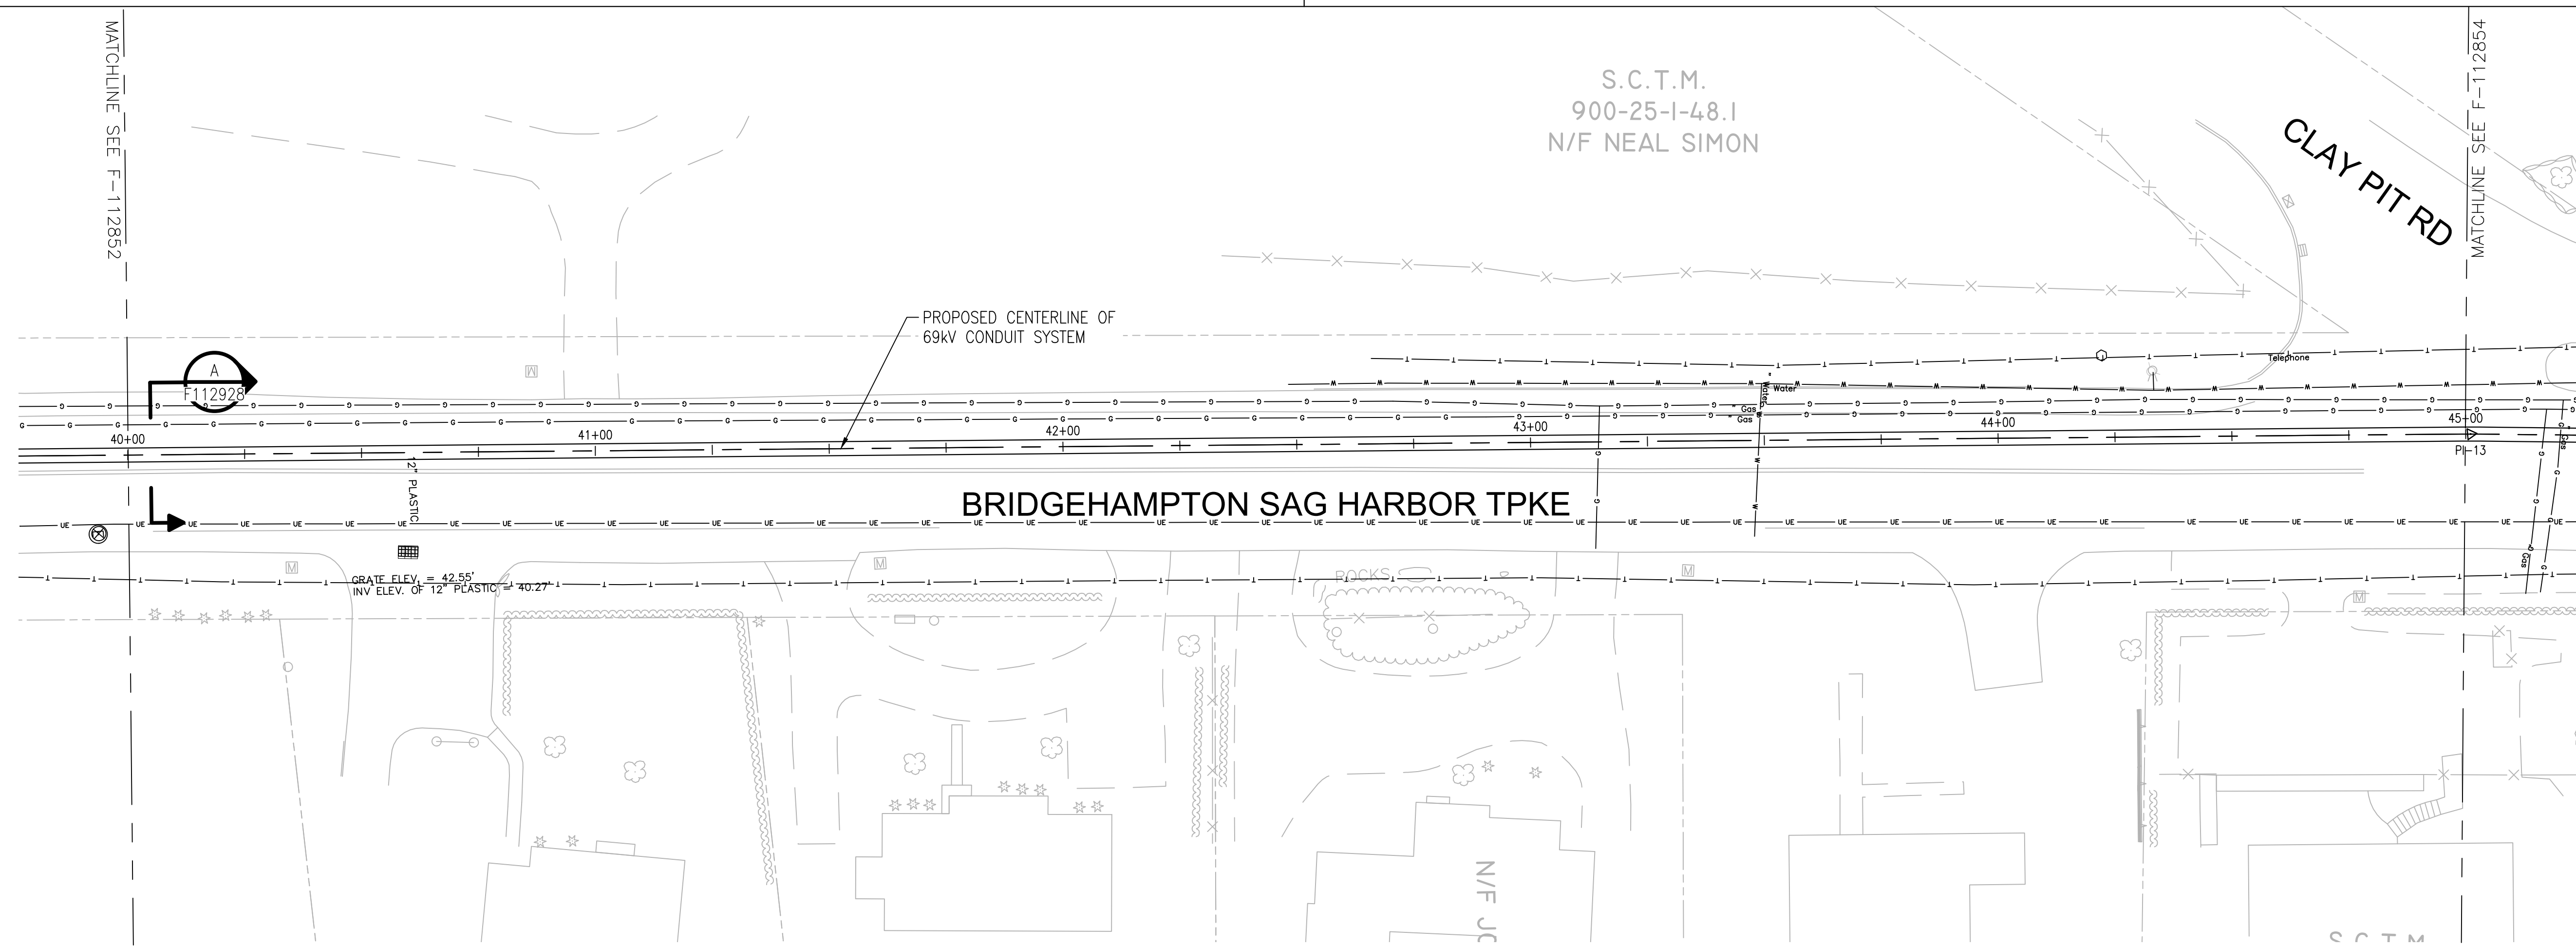 MATCHLINE SEE F-112852
S.C.T.M.
900-25-1-48.1
N/F NEAL SIMON
CLAY PIT RD
MATCHLINE SEE F-112854
PROPOSED CENTERLINE OF
69kV CONDUIT SYSTEM
A
F112928
M
Telephone
" Water
Water
" Gas
" Gas
40+00
41+00
42+00
43+00
44+00
45+00
PI-13
" Gas
BRIDGEHAMPTON SAG HARBOR TPKE
GRATE ELEV. = 42.55'
INV ELEV. OF 12" PLASTIC = 40.27'
M
M
ROCKS
M
M
Gas
N/F
S.C.T.M.